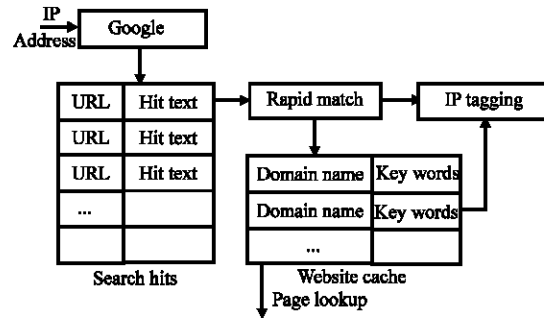 IP
Address
Google
URL Hit text
URL Hit text
URL Hit text
...
Search hits
Rapid match
IP tagging
Domain name Key words
Domain name Key words
...
Website cache
Page lookup